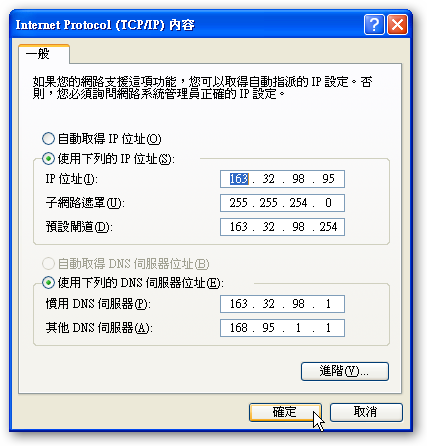 Internet Protocol (TCP/IP) 內容
一般
如果您的網路支援這項功能，您可以取得自動指派的 IP 設定。否
則，您必須詢問網路系統管理員正確的 IP 設定。
自動取得 IP 位址(O)
使用下列的 IP 位址(S):
IP 位址(I): 163 . 32 . 98 . 95
子網路遮罩(U): 255 . 255 . 254 . 0
預設閘道(D): 163 . 32 . 98 . 254
自動取得 DNS 伺服器位址(B)
使用下列的 DNS 伺服器位址(E):
慣用 DNS 伺服器(P): 163 . 32 . 98 . 1
其他 DNS 伺服器(A): 168 . 95 . 1 . 1
進階(V)...
確定 取消